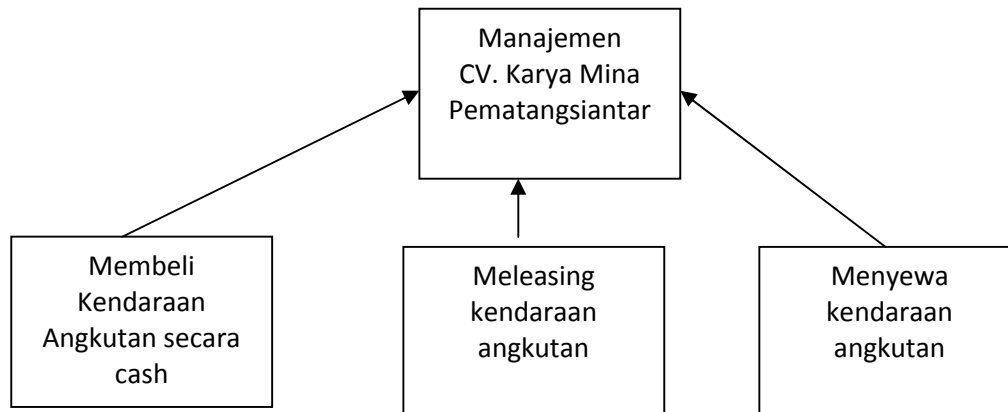 Manajemen
CV. Karya Mina
Pematangsiantar
Membeli
Kendaraan
Angkutan secara
cash
Meleasing
kendaraan
angkutan
Menyewa
kendaraan
angkutan